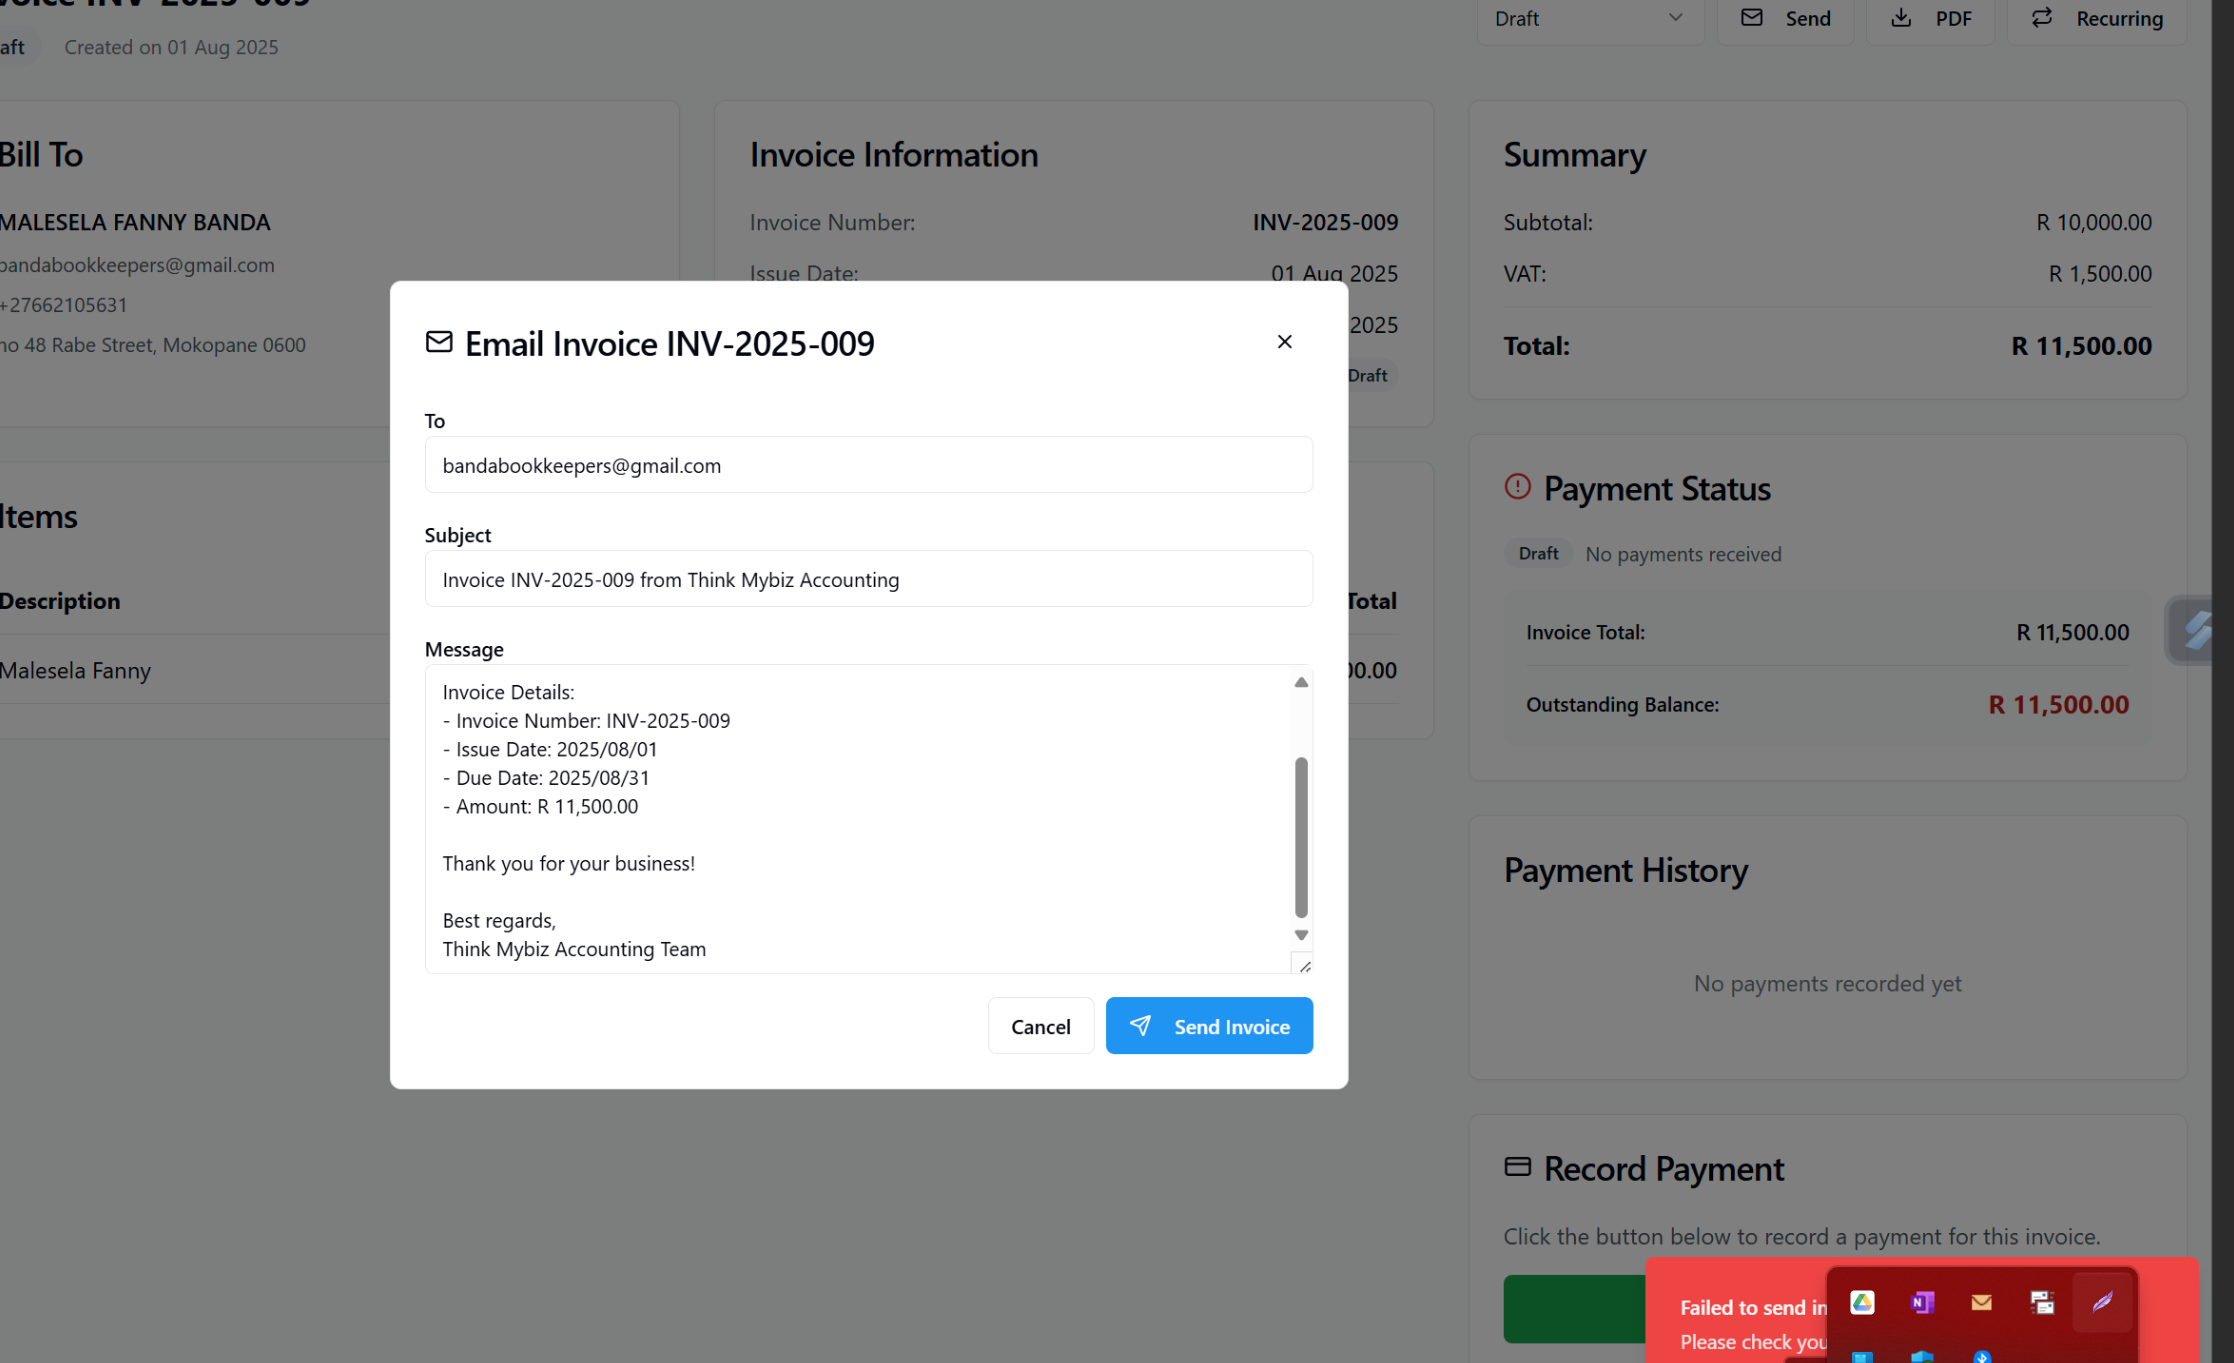 INV-2025-009
Draft
Send
PDF
Recurring
aft
Created on 01 Aug 2025
Bill To
MALESELA FANNY BANDA
bandabookkeepers@gmail.com
+27662105631
no 48 Rabe Street, Mokopane 0600
Invoice Information
Invoice Number:
INV-2025-009
Issue Date:
01 Aug 2025
2025
Draft
Summary
Subtotal:
R 10,000.00
VAT:
R 1,500.00
Total:
R 11,500.00
Items
Description
Total
Malesela Fanny
00.00
Email Invoice INV-2025-009
To
bandabookkeepers@gmail.com
Subject
Invoice INV-2025-009 from Think Mybiz Accounting
Message
Invoice Details:
- Invoice Number: INV-2025-009
- Issue Date: 2025/08/01
- Due Date: 2025/08/31
- Amount: R 11,500.00
Thank you for your business!
Best regards,
Think Mybiz Accounting Team
Cancel
Send Invoice
Payment Status
Draft
No payments received
Invoice Total:
R 11,500.00
Outstanding Balance:
R 11,500.00
Payment History
No payments recorded yet
Record Payment
Click the button below to record a payment for this invoice.
Failed to send in
Please check you